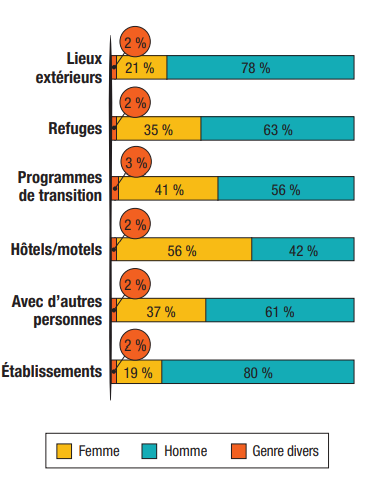 2 %
Lieux
extérieurs
21 % 78 %
2 %
Refuges
35 % 63 %
3 %
Programmes
de transition
41 % 56 %
2 %
Hôtels/motels
56 % 42 %
2 %
Avec d’autres
personnes
37 % 61 %
2 %
Établissements
19 % 80 %
Femme Homme Genre divers